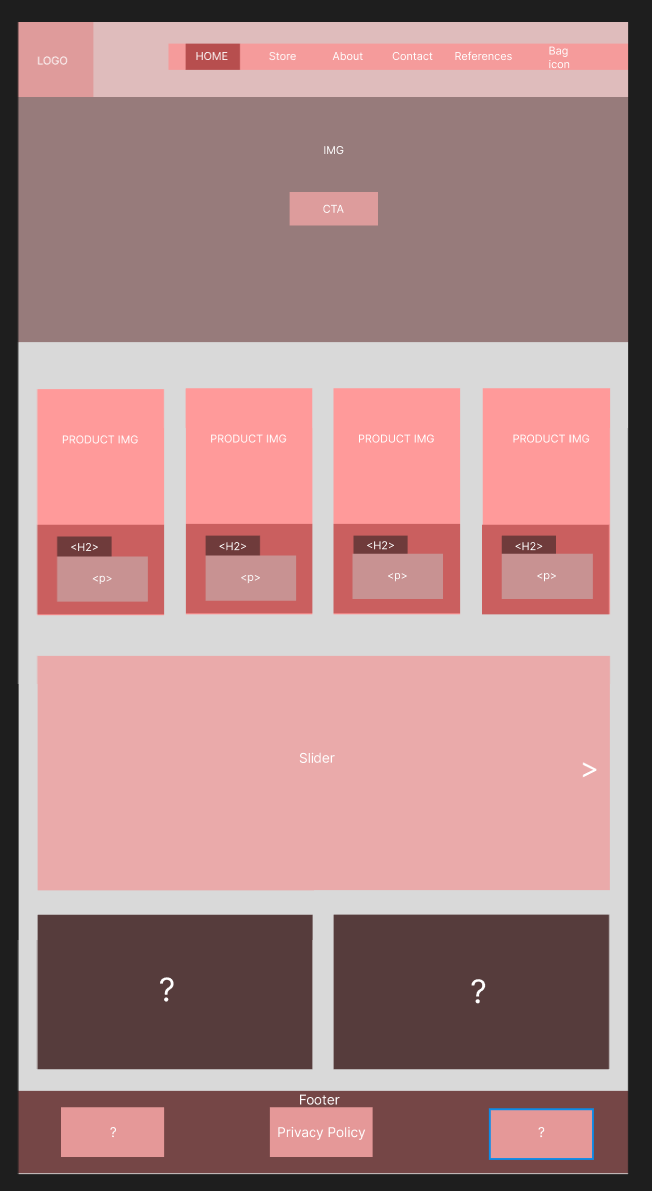 LOGO
HOME
Store
About
Contact
References
Bag
icon
IMG
CTA
PRODUCT IMG
PRODUCT IMG
PRODUCT IMG
PRODUCT IMG
<H2>
<H2>
<H2>
<H2>
<p>
<p>
<p>
<p>
Slider
>
?
?
Footer
?
Privacy Policy
?